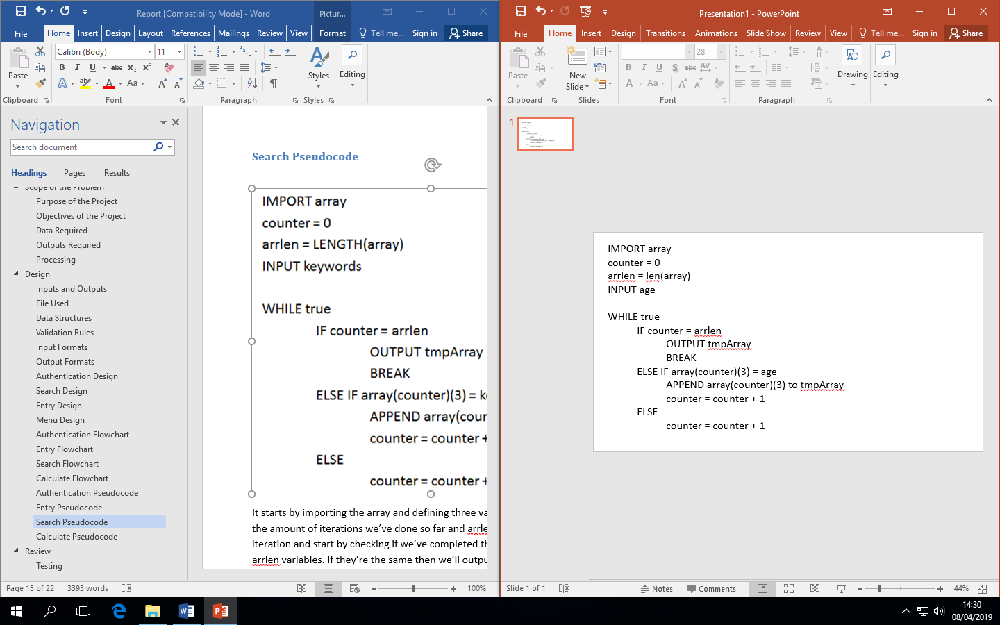 Report [Compatibility Mode] - Word
Pictur...
File Home Insert Design Layout References Mailings Review View Format Tell me... Sign in Share
Paste
Calibri (Body) 11
B I U abc x₂ x²
A ab A Aa A A
Styles
Editing
Clipboard Font Paragraph Styles
Navigation
Search document
Headings Pages Results
Scope of the Problem
Purpose of the Project
Objectives of the Project
Data Required
Outputs Required
Processing
Design
Inputs and Outputs
File Used
Data Structures
Validation Rules
Input Formats
Output Formats
Authentication Design
Search Design
Entry Design
Menu Design
Authentication Flowchart
Entry Flowchart
Search Flowchart
Calculate Flowchart
Authentication Pseudocode
Entry Pseudocode
Search Pseudocode
Calculate Pseudocode
Review
Testing
Search Pseudocode
IMPORT array
counter = 0
arrlen = LENGTH(array)
INPUT keywords
WHILE true
IF counter = arrlen
OUTPUT tmpArray
BREAK
ELSE IF array(counter)(3) = k
APPEND array(cour
counter = counter +
ELSE
counter = counter +
It starts by importing the array and defining three va
the amount of iterations we've done so far and arrle
iteration and start by checking if we've completed th
arrlen variables. If they're the same then we'll outpu
Page 15 of 22 3393 words 100%
Presentation1 - PowerPoint
File Home Insert Design Transitions Animations Slide Show Review View Tell me... Sign in Share
Paste
New
Slide
28
B I U S abc AV
A Aa A A
Drawing
Editing
Clipboard Slides Font Paragraph
1
IMPORT array
counter = 0
arrlen = len(array)
INPUT age
WHILE true
IF counter = arrlen
OUTPUT tmpArray
BREAK
ELSE IF array(counter)(3) = age
APPEND array(counter)(3) to tmpArray
counter = counter + 1
ELSE
counter = counter + 1
Slide 1 of 1 Notes Comments 44%
14:30
08/04/2019